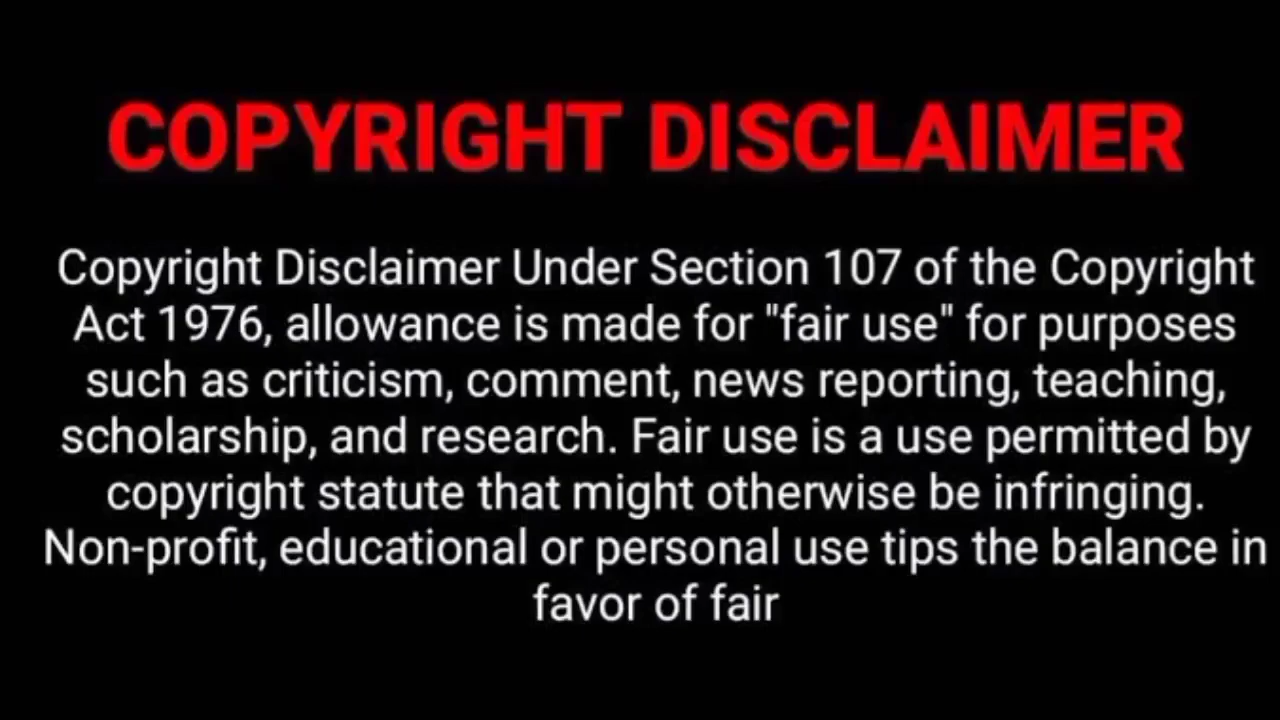 COPYRIGHT DISCLAIMER
Copyright Disclaimer Under Section 107 of the Copyright
Act 1976, allowance is made for "fair use" for purposes
such as criticism, comment, news reporting, teaching,
scholarship, and research. Fair use is a use permitted by
copyright statute that might otherwise be infringing.
Non-profit, educational or personal use tips the balance in
favor of fair